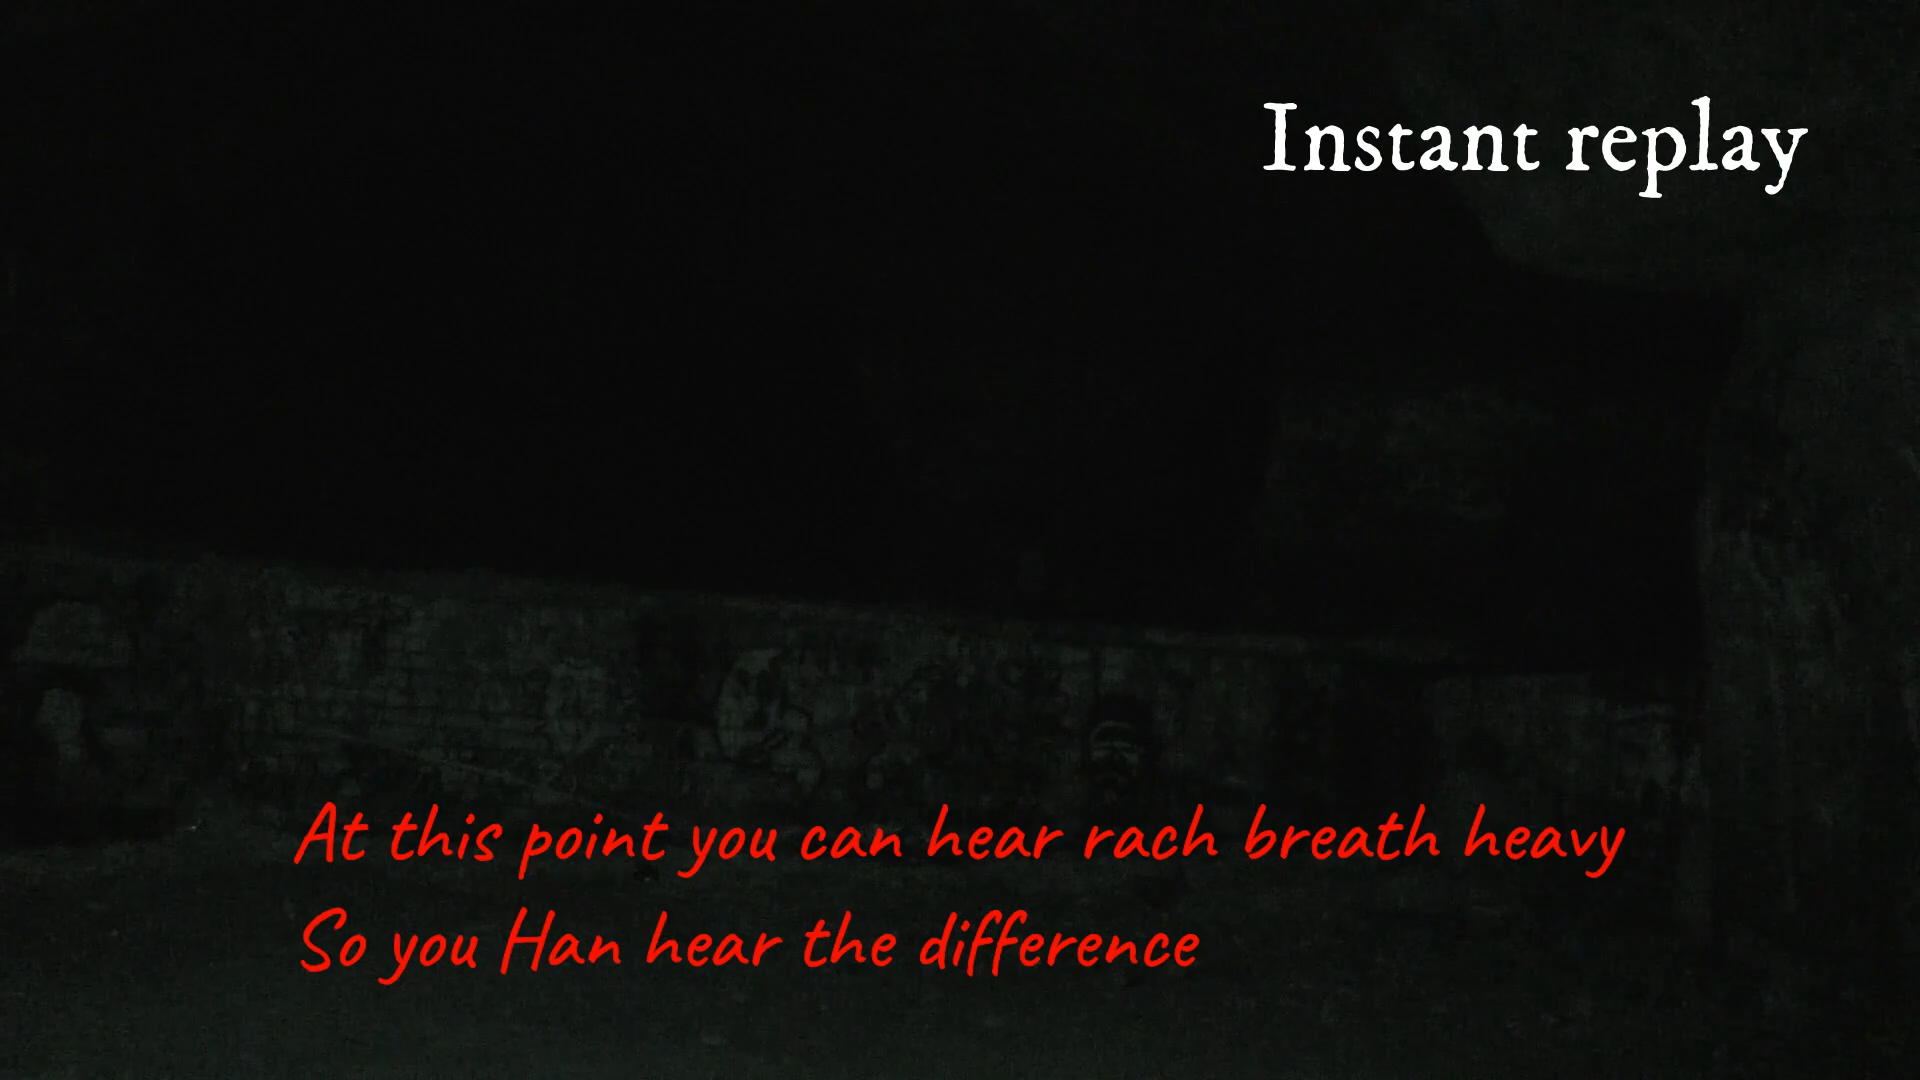 Instant replay
At this point you can hear rach breath heavy
So you Han hear the difference